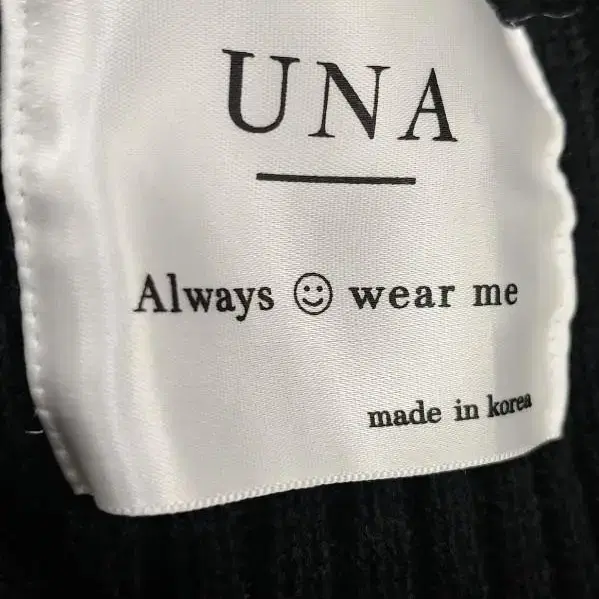 UNA
Always ☺ wear me
made in korea